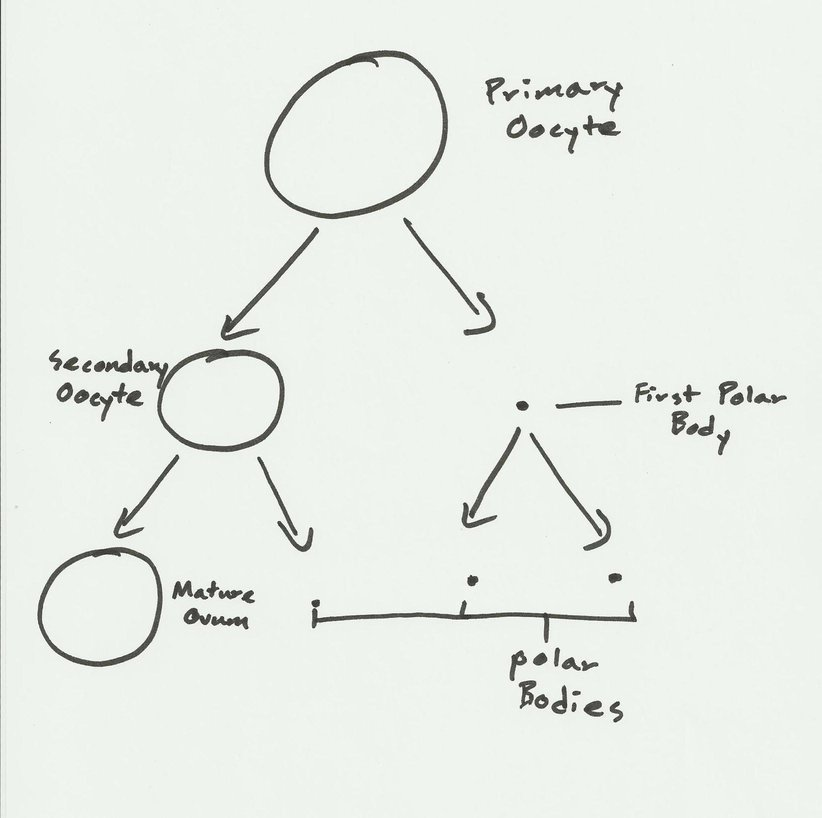 Primary
Oocyte
Secondary
Oocyte
First Polar
Body
Mature
Ovum
polar
Bodies